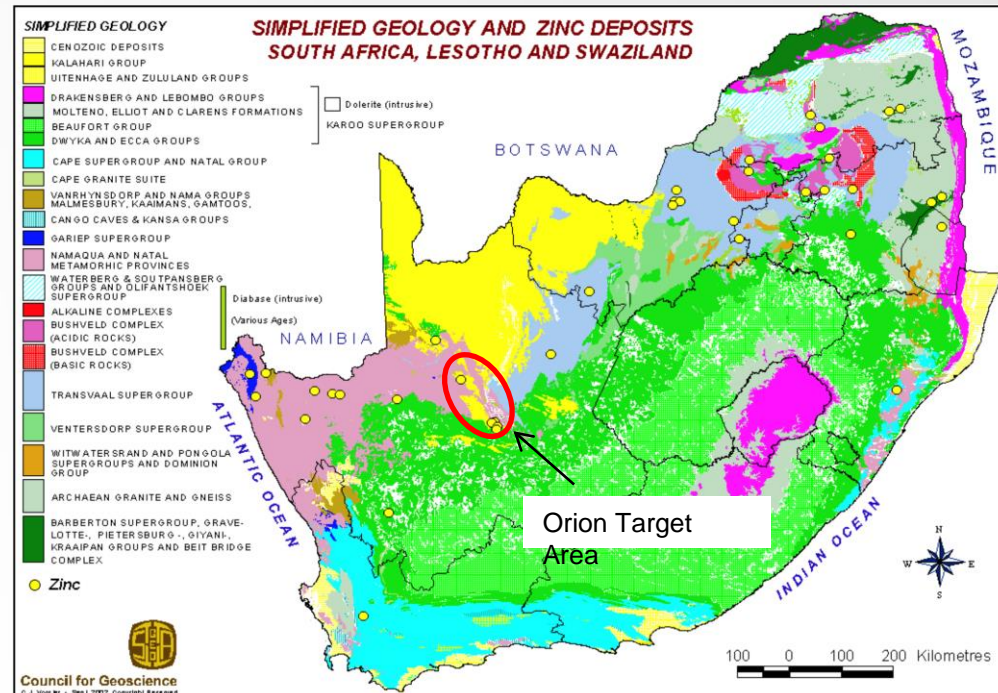 SIMPLIFIED GEOLOGY AND ZINC DEPOSITS
SOUTH AFRICA, LESOTHO AND SWAZILAND
SIMPLIFIED GEOLOGY
CENOZOIC DEPOSITS
KALAHARI GROUP
UITENHAGE AND ZULULAND GROUPS
DRAKENSBERG AND LEBOMBO GROUPS
MOLTENO, ELLIOT AND CLARENS FORMATIONS
BEAUFORT GROUP
DWYKA AND ECCA GROUPS
Dolerite (intrusive)
KAROO SUPERGROUP
CAPE SUPERGROUP AND NATAL GROUP
CAPE GRANITE SUITE
VANRHYNSDORP AND NAMA GROUPS
MALMESBURY, KAAIMANS, GAMTOOS,
CANGO CAVES & KANSA GROUPS
GARIEP SUPERGROUP
NAMAQUA AND NATAL
METAMORHIC PROVINCES
WATERBERG & SOUTPANSBERG
GROUPS AND OLIFANTSHOEK
SUPERGROUP
ALKALINE COMPLEXES
BUSHVELD COMPLEX
(ACIDIC ROCKS)
BUSHVELD COMPLEX
(BASIC ROCKS)
Diabase (intrusive)
(Various Ages)
TRANSVAAL SUPERGROUP
VENTERSDORP SUPERGROUP
WITWATERSRAND AND PONGOLA
SUPERGROUPS AND DOMINION
GROUP
ARCHAEAN GRANITE AND GNEISS
BARBERTON SUPERGROUP, GRAVE-
LOTTE-, PIETERSBURG-, GIYANI-,
KRAAIPAN GROUPS AND BEIT BRIDGE
COMPLEX
Zinc
Council for Geoscience
MOZAMBIQUE
BOTSWANA
NAMIBIA
ATLANTIC OCEAN
INDIAN OCEAN
Orion Target
Area
N
W E
S
100 0 100 200 Kilometres